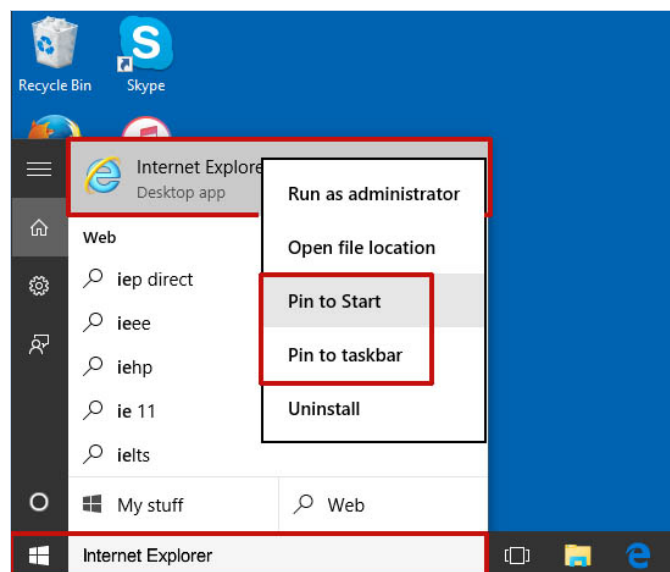 Recycle Bin
Skype
Internet Explore
Desktop app
Run as administrator
Open file location
Pin to Start
Pin to taskbar
Uninstall
Web
iep direct
ieee
iehp
ie 11
ielts
My stuff
Web
Internet Explorer